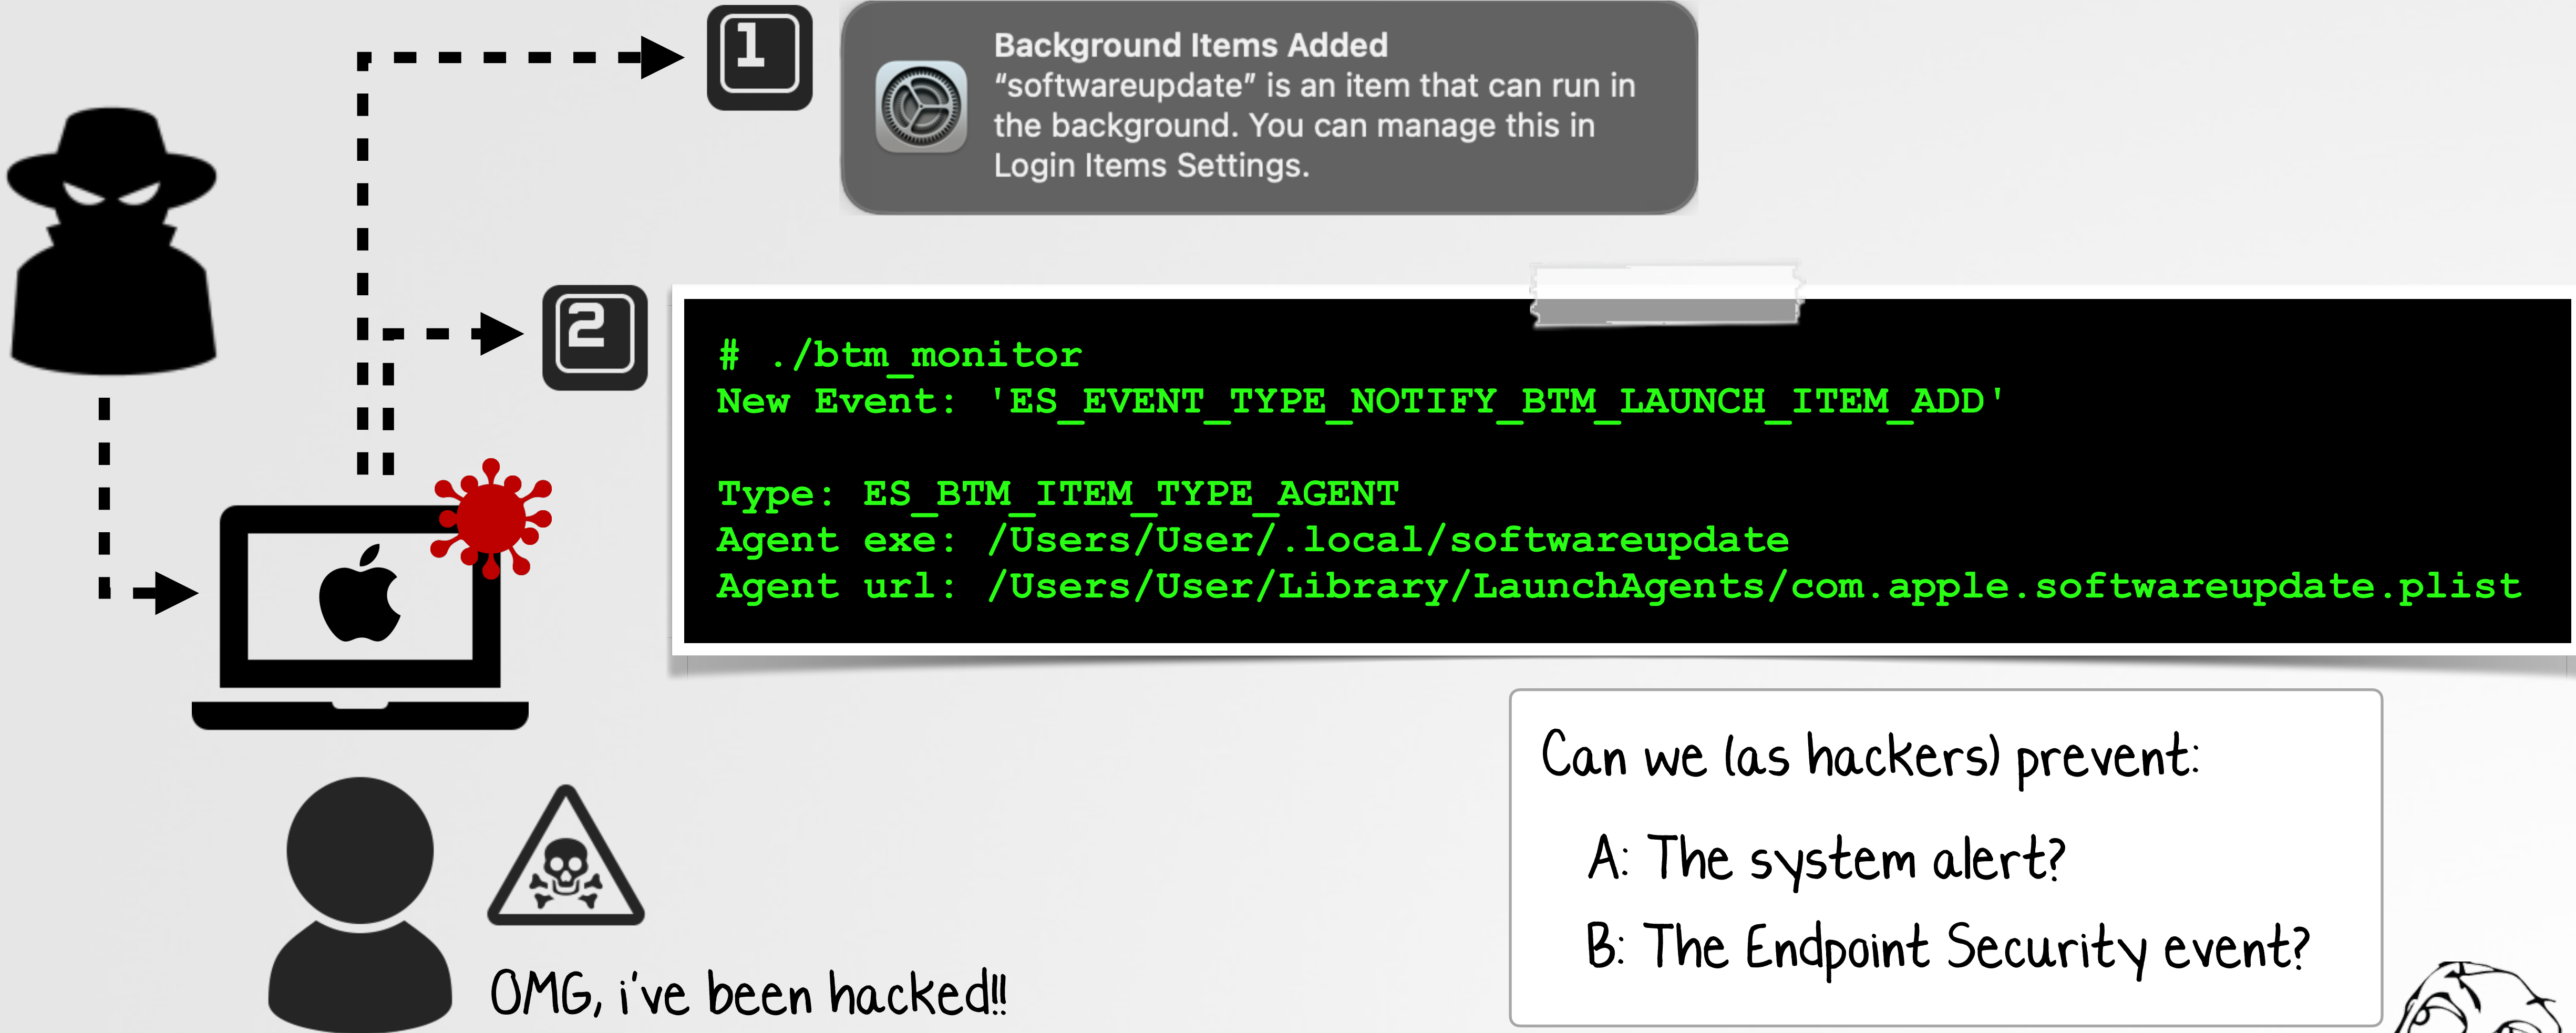 1
Background Items Added
“softwareupdate” is an item that can run in
the background. You can manage this in
Login Items Settings.
2
# ./btm_monitor
New Event: 'ES_EVENT_TYPE_NOTIFY_BTM_LAUNCH_ITEM_ADD'
Type: ES_BTM_ITEM_TYPE_AGENT
Agent exe: /Users/User/.local/softwareupdate
Agent url: /Users/User/Library/LaunchAgents/com.apple.softwareupdate.plist
Can we (as hackers) prevent:
A: The system alert?
B: The Endpoint Security event?
OMG, i've been hacked!!